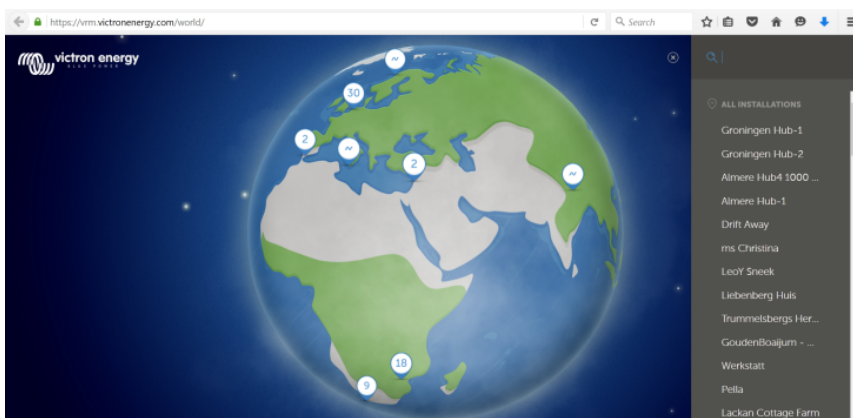 https://vrm.victronenergy.com/world/
Search
victron energy
BLUE POWER
ALL INSTALLATIONS
Groningen Hub-1
Groningen Hub-2
Almere Hub4 1000 ...
Almere Hub-1
Drift Away
ms Christina
LeoY Sneek
Liebenberg Huis
Trummelsbergs Her...
GoudenBoaijum - ...
Werkstatt
Pella
Lackan Cottage Farm
~
30
2
~
2
~
18
9